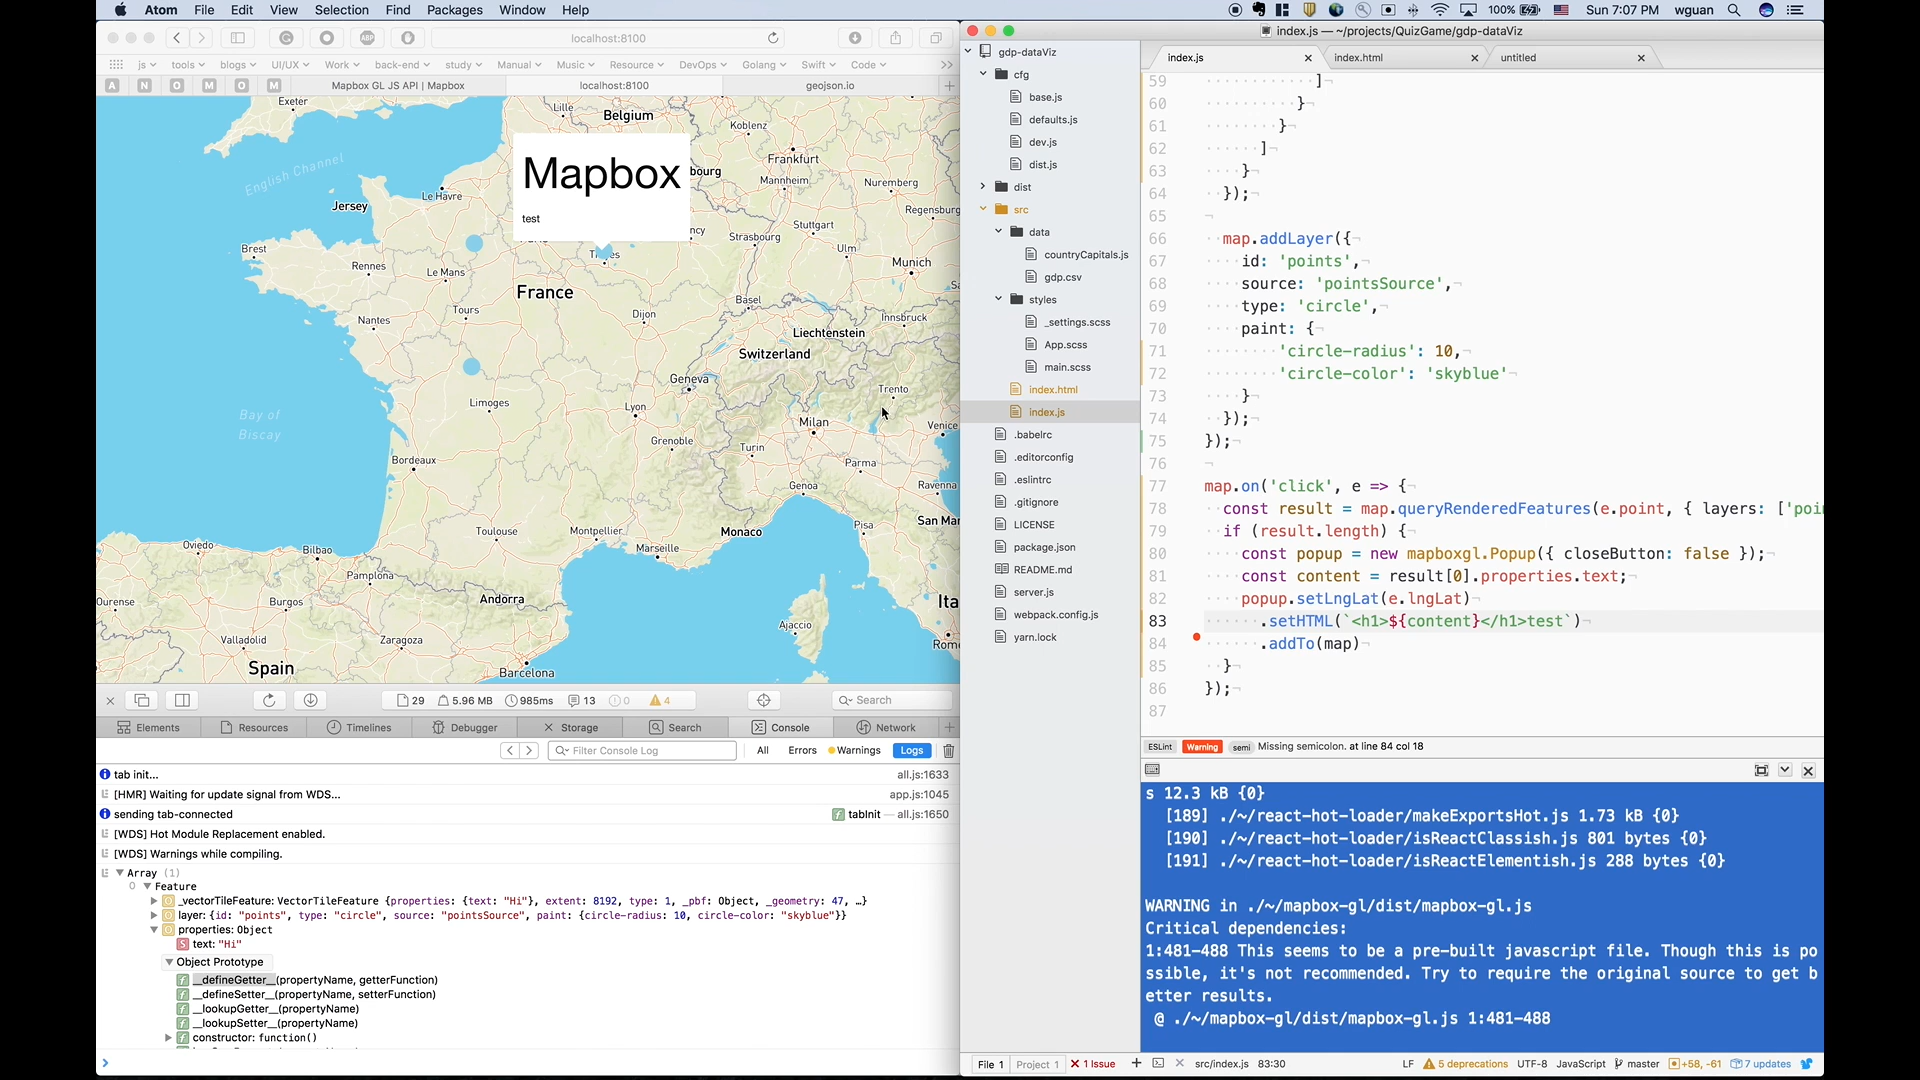 Atom File Edit View Selection Find Packages Window Help
100% Sun 7:07 PM wguan
localhost:8100
js tools blogs UI/UX Work back-end study Manual Music Resource DevOps Golang Swift Code >>
A N O M O M Mapbox GL JS API | Mapbox localhost:8100 geojson.io
Exeter
Lille
Belgium
Koblenz
English Channel
Frankfurt
Mapbox
bourg
Mannheim
Nuremberg
Le Havre
Jersey
Regensburg
test
Stuttgart
Strasbourg
Brest
Ulm
Rennes
Le Mans
Munich
France
Basel
Tours
Dijon
Innsbruck
Nantes
Liechtenstein
Switzerland
Geneva
Trento
Limoges
Lyon
Bay of
Biscay
Milan
Venice
Grenoble
Turin
Bordeaux
Parma
Genoa
Ravenna
Toulouse
Montpellier
Monaco
San Mar
Pisa
Oviedo
Bilbao
Marseille
Pamplona
Ourense
Burgos
Andorra
Ita
Ajaccio
Valladolid
Zaragoza
Rome
Spain
Barcelona
29 5.96 MB 985ms 13 0 4 Search
Elements Resources Timelines Debugger Storage Search Console Network
Filter Console Log All Errors Warnings Logs
tab init... all.js:1633
[HMR] Waiting for update signal from WDS... app.js:1045
sending tab-connected tabInit — all.js:1650
[WDS] Hot Module Replacement enabled.
[WDS] Warnings while compiling.
Array (1)
0 Feature
_vectorTileFeature: VectorTileFeature {properties: {text: "Hi"}, extent: 8192, type: 1, _pbf: Object, _geometry: 47, …}
layer: {id: "points", type: "circle", source: "pointsSource", paint: {circle-radius: 10, circle-color: "skyblue"}}
properties: Object
S text: "Hi"
Object Prototype
f __defineGetter__(propertyName, getterFunction)
f __defineSetter__(propertyName, setterFunction)
f __lookupGetter__(propertyName)
f __lookupSetter__(propertyName)
f constructor: function()
index.js — ~/projects/QuizGame/gdp-dataViz
gdp-dataViz
cfg
base.js
defaults.js
dev.js
dist.js
dist
src
data
countryCapitals.js
gdp.csv
styles
_settings.scss
App.scss
main.scss
index.html
index.js
.babelrc
.editorconfig
.eslintrc
.gitignore
LICENSE
package.json
README.md
server.js
webpack.config.js
yarn.lock
index.js index.html untitled
59 ]
60 }
61 }
62 ]
63 }
64 });
65
66 map.addLayer({
67 id: 'points',
68 source: 'pointsSource',
69 type: 'circle',
70 paint: {
71 'circle-radius': 10,
72 'circle-color': 'skyblue'
73 }
74 });
75 });
76
77 map.on('click', e => {
78 const result = map.queryRenderedFeatures(e.point, { layers: ['poi
79 if (result.length) {
80 const popup = new mapboxgl.Popup({ closeButton: false });
81 const content = result[0].properties.text;
82 popup.setLngLat(e.lngLat)
83 .setHTML(`<h1>${content}</h1>test`)
84 .addTo(map)
85 }
86 });
87
ESLint Warning semi Missing semicolon. at line 84 col 18
s 12.3 kB {0}
[189] ./~/react-hot-loader/makeExportsHot.js 1.73 kB {0}
[190] ./~/react-hot-loader/isReactClassish.js 801 bytes {0}
[191] ./~/react-hot-loader/isReactElementish.js 288 bytes {0}
WARNING in ./~/mapbox-gl/dist/mapbox-gl.js
Critical dependencies:
1:481-488 This seems to be a pre-built javascript file. Though this is po
ssible, it's not recommended. Try to require the original source to get b
etter results.
@ ./~/mapbox-gl/dist/mapbox-gl.js 1:481-488
File 1 Project 1 1 Issue src/index.js 83:30 LF 5 deprecations UTF-8 JavaScript master +58, -61 7 updates